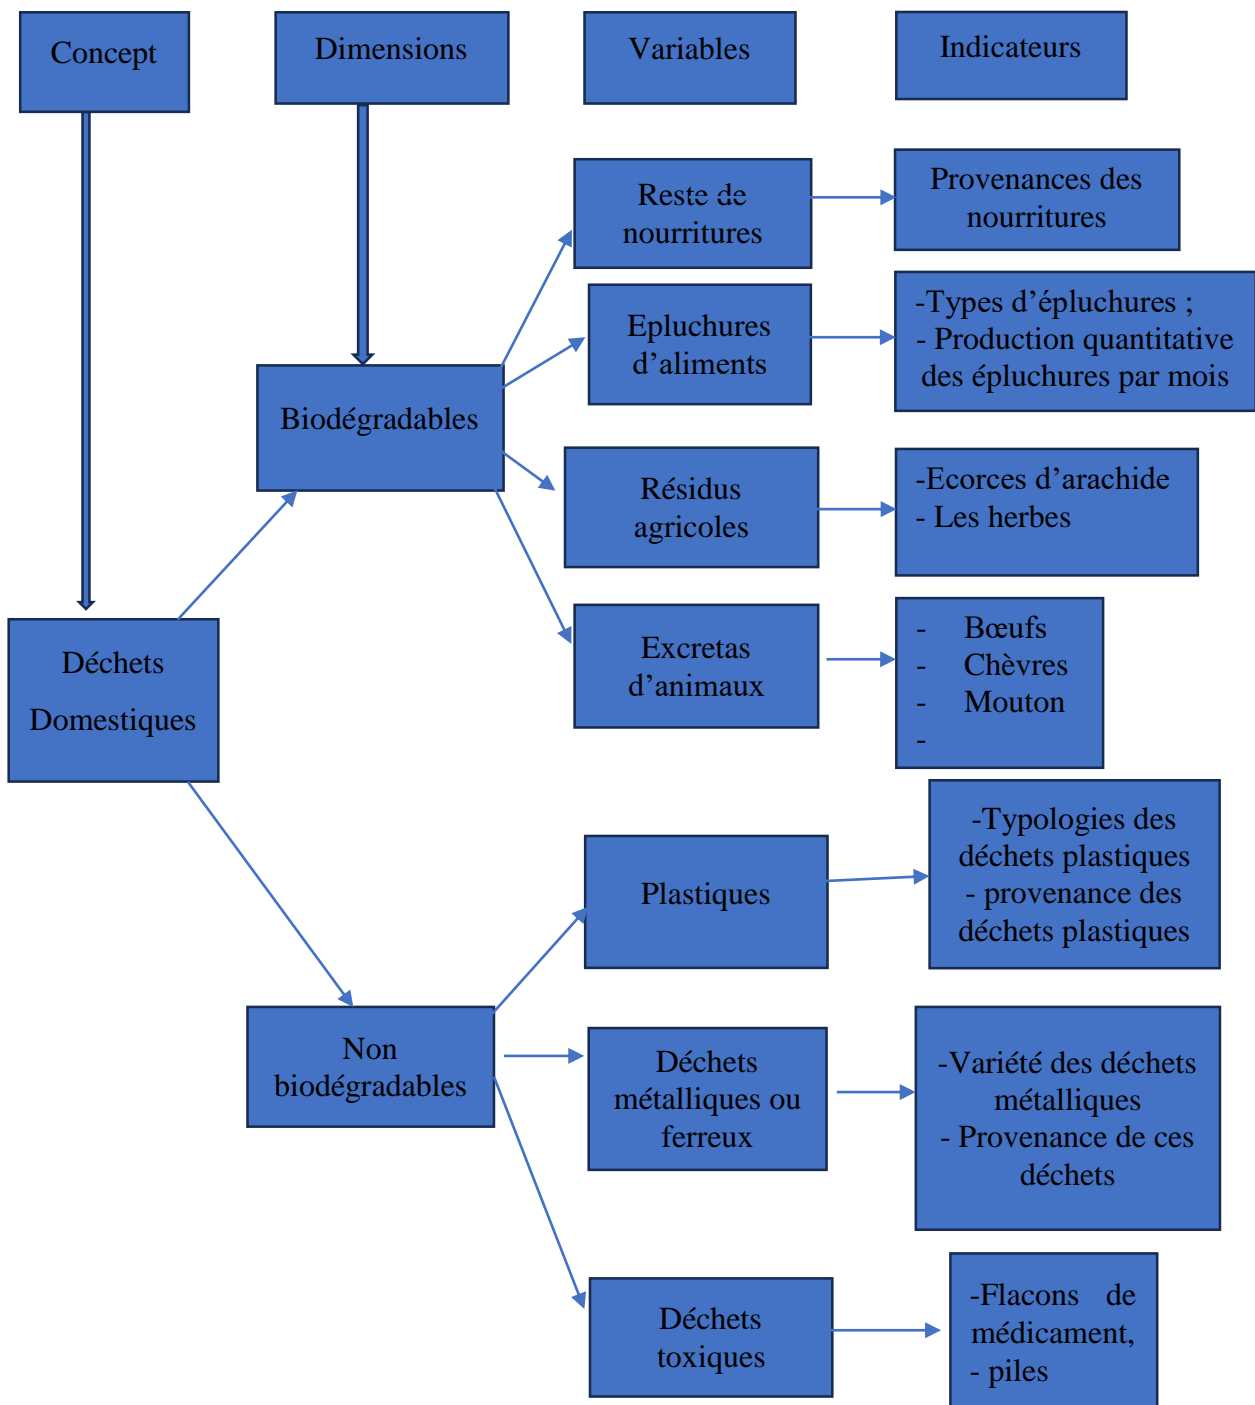 Concept
Dimensions
Variables
Indicateurs
Reste de
nourritures
Provenances des
nourritures
Epluchures
d’aliments
-Types d’épluchures ;
- Production quantitative
des épluchures par mois
Biodégradables
Résidus
agricoles
-Ecorces d’arachide
- Les herbes
Excretas
d’animaux
- Bœufs
- Chèvres
- Mouton
-
Déchets
Domestiques
Plastiques
-Typologies des
déchets plastiques
- provenance des
déchets plastiques
Non
biodégradables
Déchets
métalliques ou
ferreux
-Variété des déchets
métalliques
- Provenance de ces
déchets
Déchets
toxiques
-Flacons de
médicament,
- piles